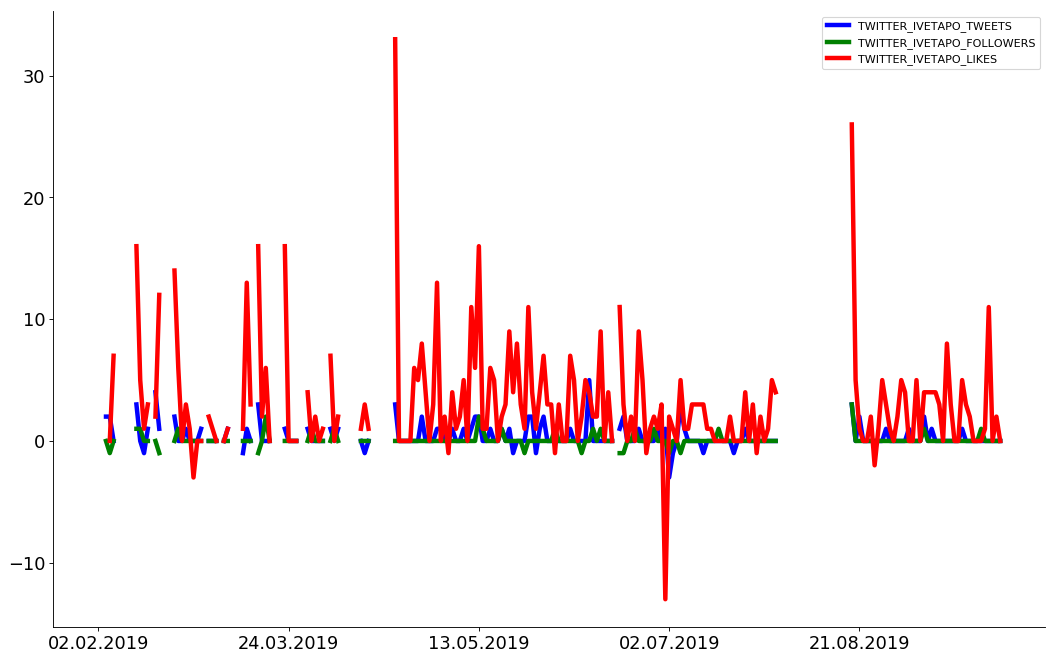 TWITTER_IVETAPO_TWEETS
TWITTER_IVETAPO_FOLLOWERS
TWITTER_IVETAPO_LIKES
30
20
10
0
−10
02.02.2019 24.03.2019 13.05.2019 02.07.2019 21.08.2019